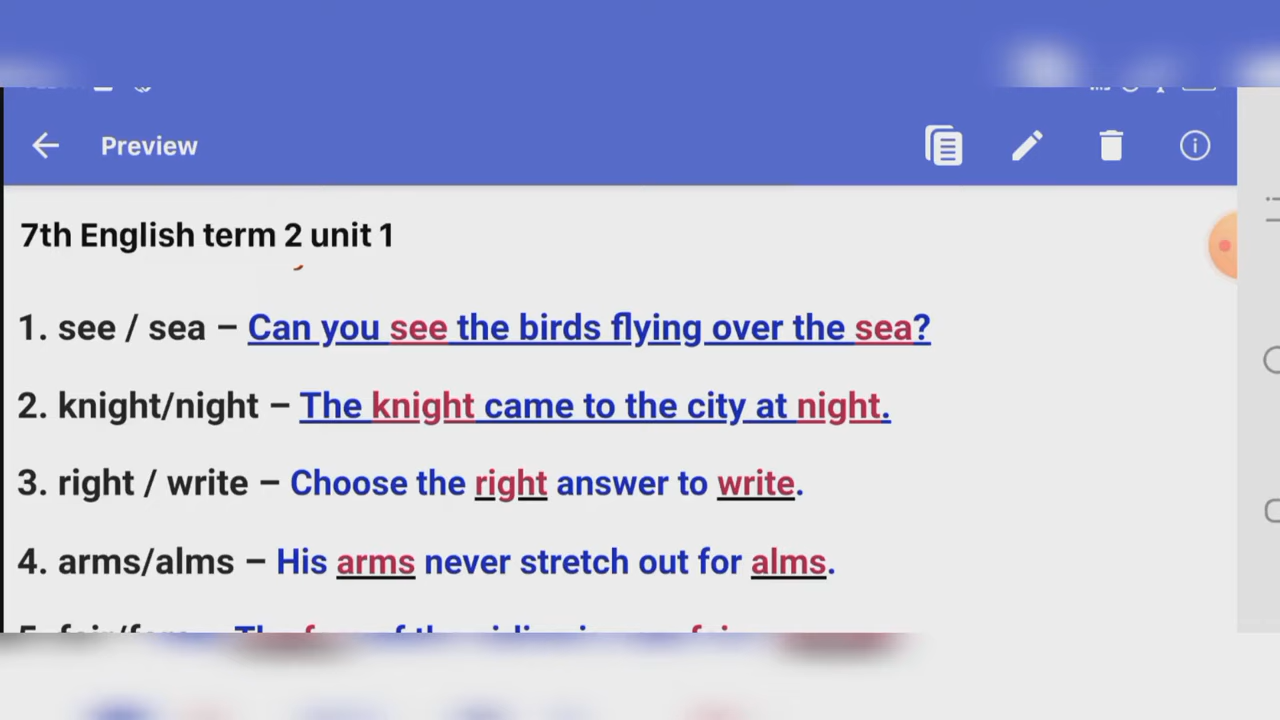 Preview
7th English term 2 unit 1
1. see / sea – Can you see the birds flying over the sea?
2. knight/night – The knight came to the city at night.
3. right / write – Choose the right answer to write.
4. arms/alms – His arms never stretch out for alms.